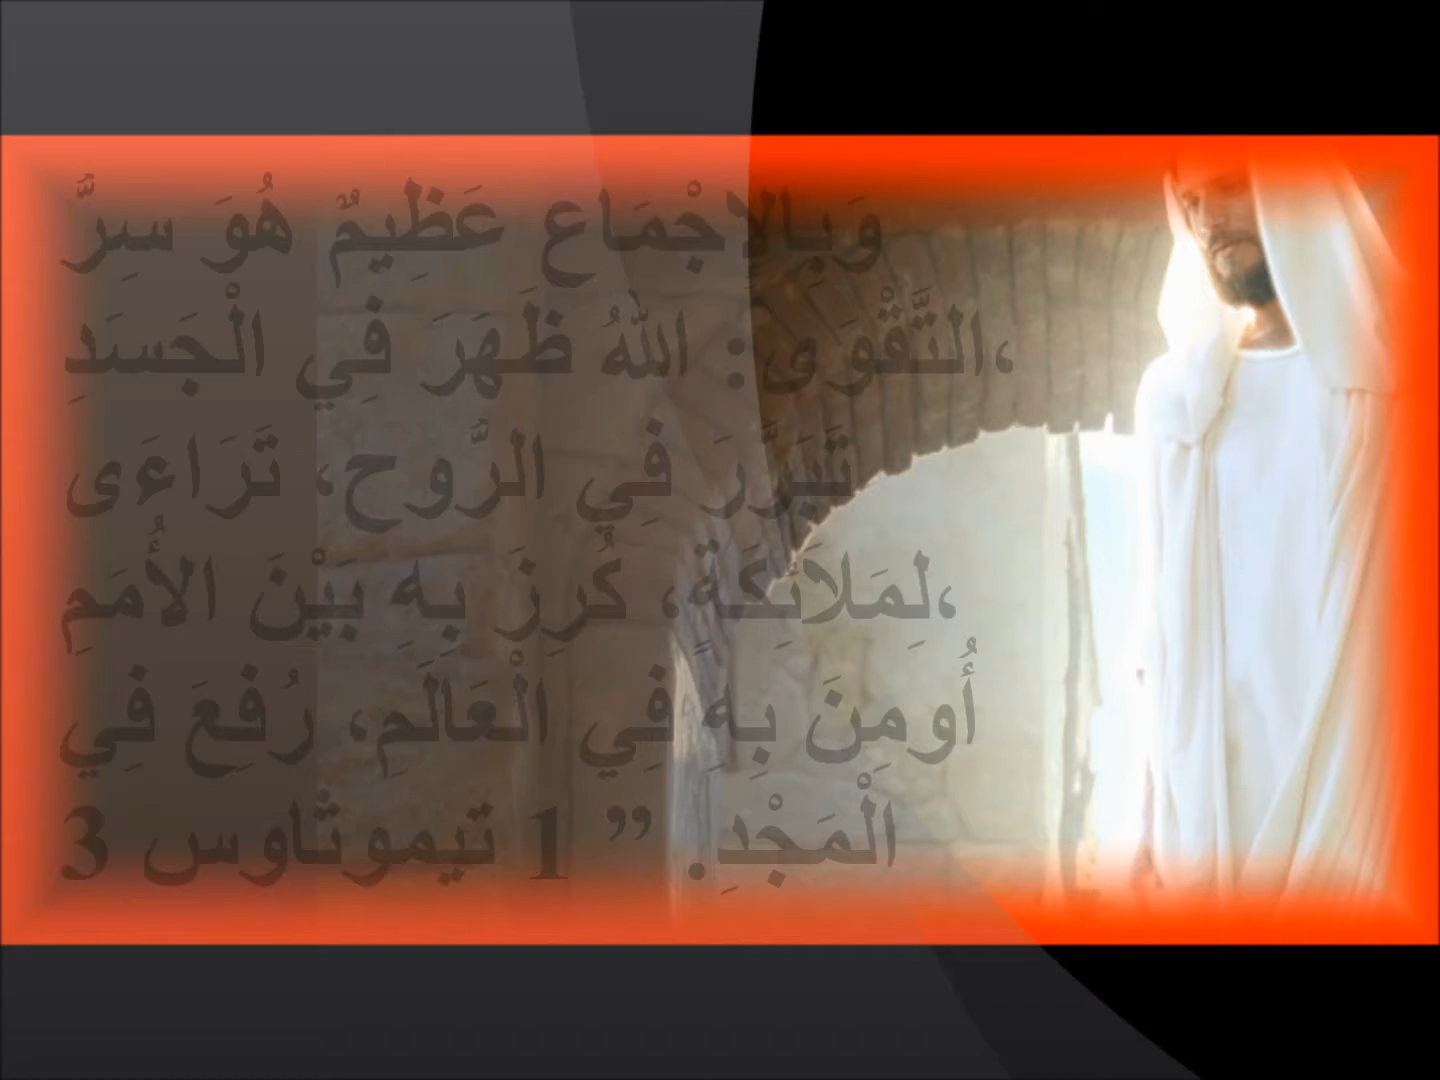 وَبِالإِجْمَاعِ عَظِيمٌ هُوَ سِرُّ
التَّقْوَى: اللهُ ظَهَرَ فِي الْجَسَدِ،
تَبَرَّرَ فِي الرُّوحِ، تَرَاءَى
لِمَلاَئِكَةٍ، كُرِزَ بِهِ بَيْنَ الأُمَمِ،
أُومِنَ بِهِ فِي الْعَالَمِ، رُفِعَ فِي
الْمَجْدِ. ” 1 تيموثاوس 3